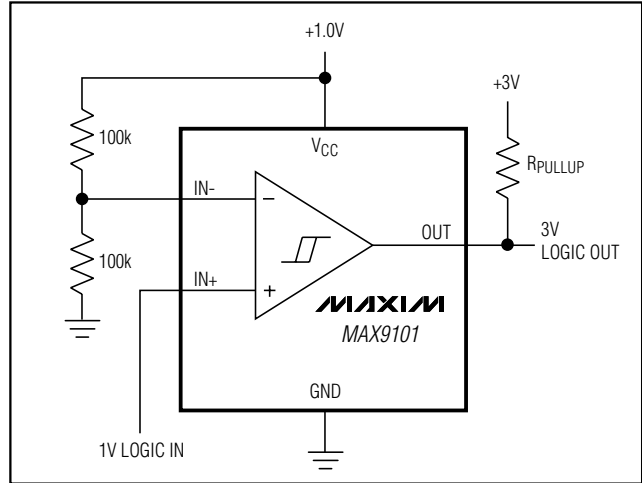 +1.0V
+3V
100k
VCC
RPULLUP
IN-
−
OUT
3V
LOGIC OUT
100k
IN+
+
MAXIM
MAX9101
GND
1V LOGIC IN